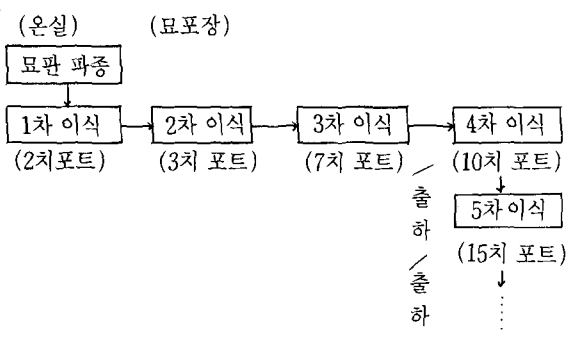 (온실) (묘포장)
묘판 파종
1차 이식 2차 이식 3차 이식 4차 이식
(2치포트) (3치 포트) (7치 포트) (10치 포트)
출하
5차 이식
(15치 포트)
출하